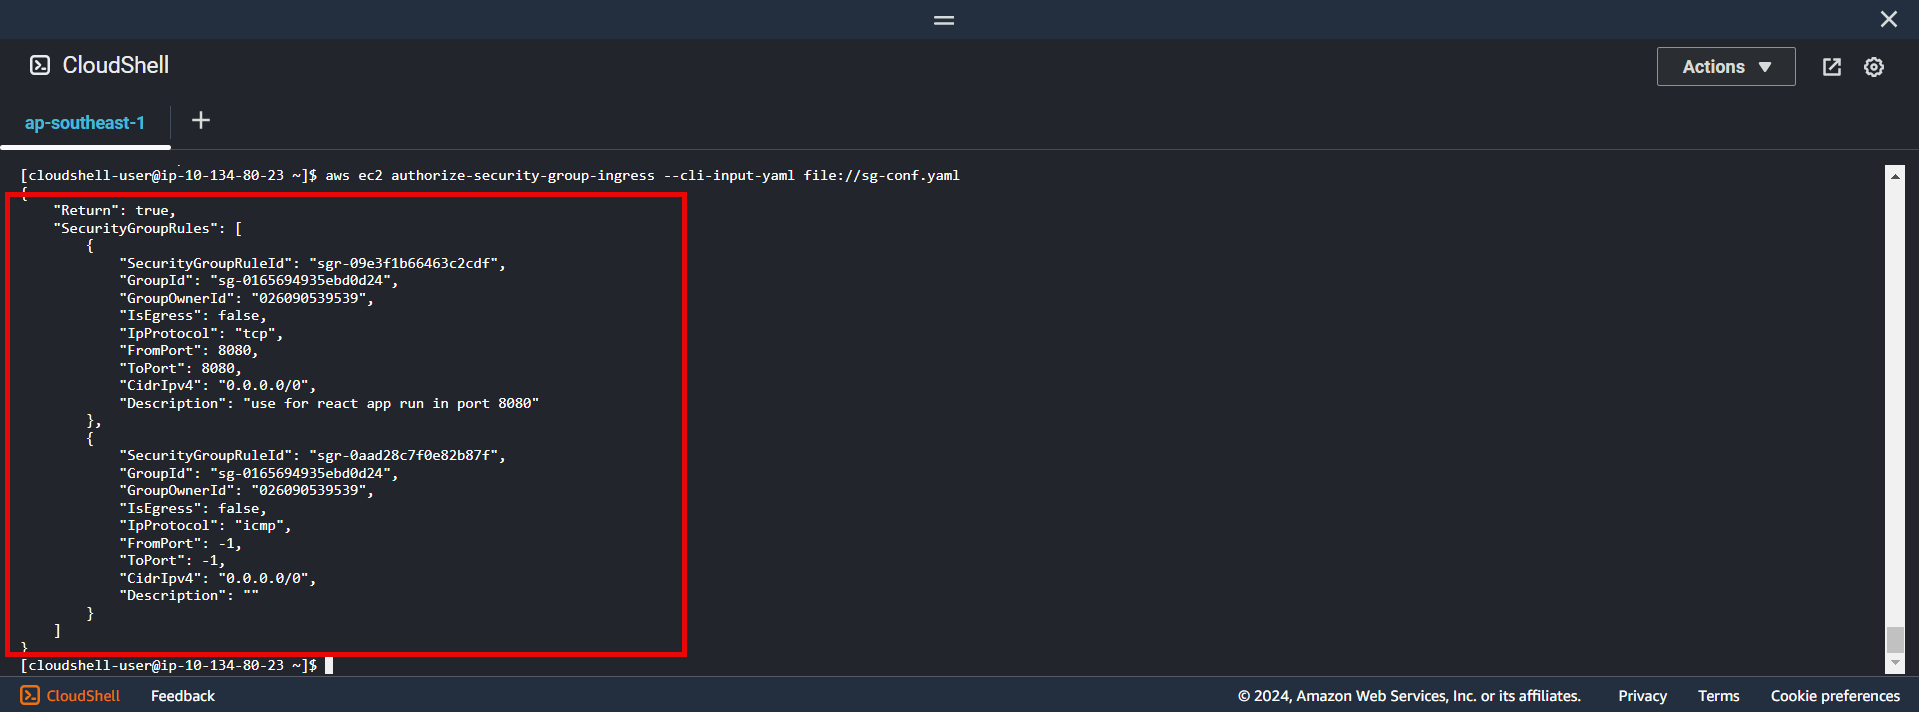 CloudShell
Actions
ap-southeast-1
[cloudshell-user@ip-10-134-80-23 ~]$ aws ec2 authorize-security-group-ingress --cli-input-yaml file://sg-conf.yaml
{
    "Return": true,
    "SecurityGroupRules": [
        {
            "SecurityGroupRuleId": "sgr-09e3f1b66463c2cdf",
            "GroupId": "sg-0165694935ebd0d24",
            "GroupOwnerId": "026090539539",
            "IsEgress": false,
            "IpProtocol": "tcp",
            "FromPort": 8080,
            "ToPort": 8080,
            "CidrIpv4": "0.0.0.0/0",
            "Description": "use for react app run in port 8080"
        },
        {
            "SecurityGroupRuleId": "sgr-0aad28c7f0e82b87f",
            "GroupId": "sg-0165694935ebd0d24",
            "GroupOwnerId": "026090539539",
            "IsEgress": false,
            "IpProtocol": "icmp",
            "FromPort": -1,
            "ToPort": -1,
            "CidrIpv4": "0.0.0.0/0",
            "Description": ""
        }
    ]
}
[cloudshell-user@ip-10-134-80-23 ~]$
CloudShell Feedback © 2024, Amazon Web Services, Inc. or its affiliates. Privacy Terms Cookie preferences